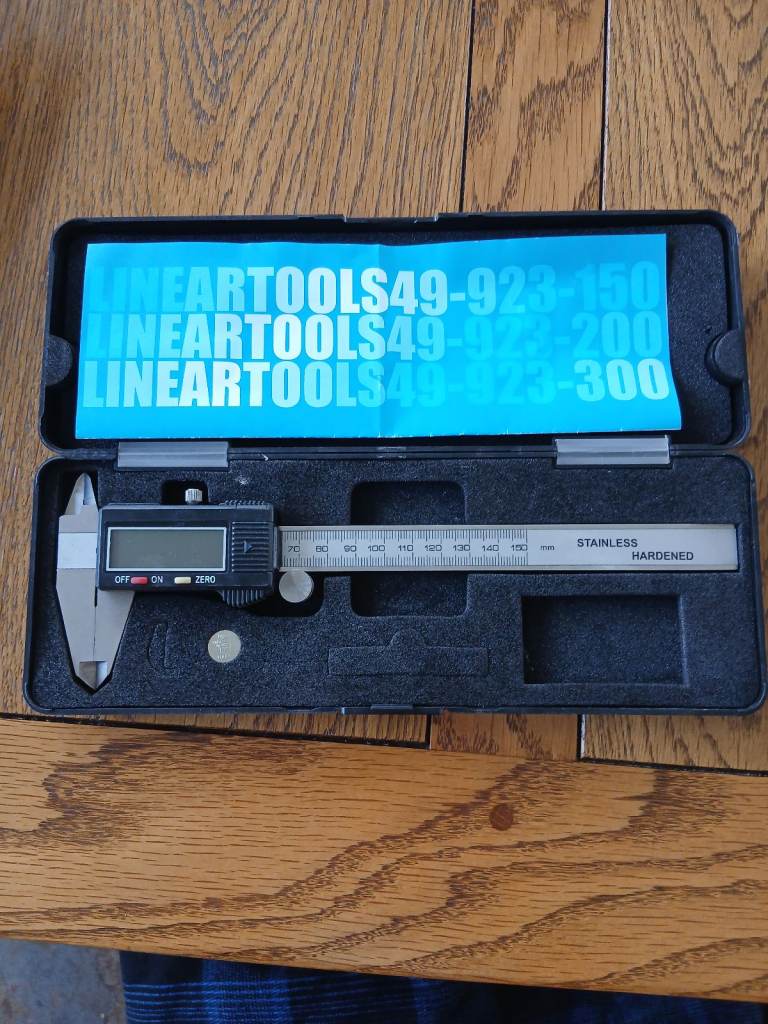 LINEARTOOLS49-923-150
LINEARTOOLS49-923-200
LINEARTOOLS49-923-300
70 80 90 100 110 120 130 140 150 mm
STAINLESS
HARDENED
OFF ON ZERO